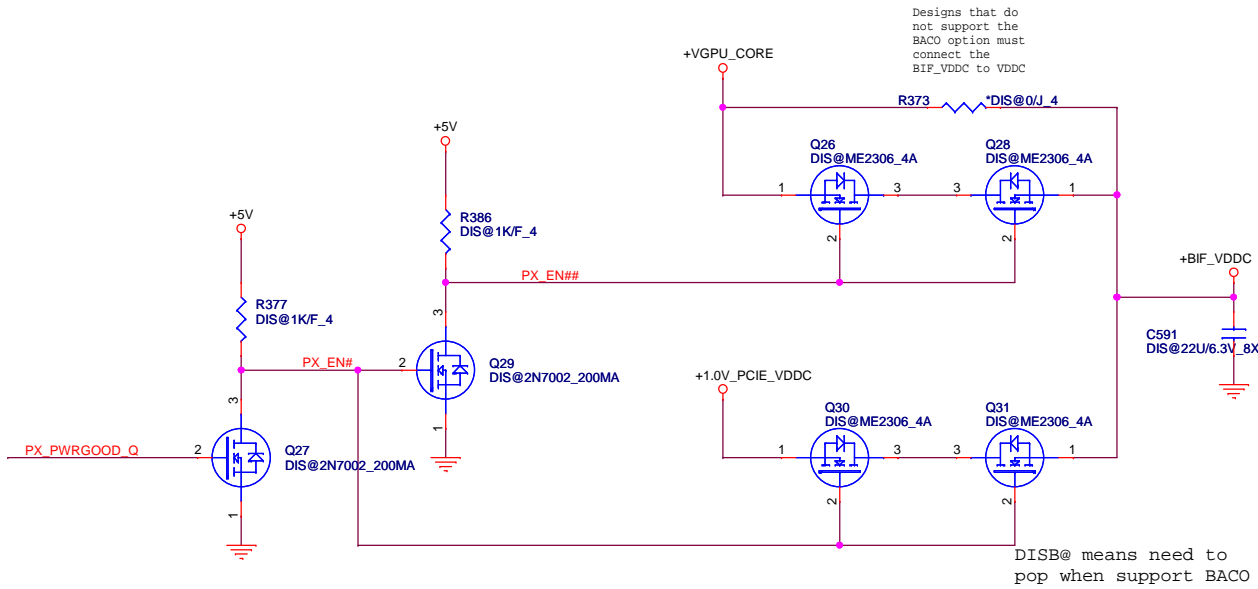 Designs that do
not support the
BACO option must
connect the
BIF_VDDC to VDDC
+VGPU_CORE
R373
*DIS@0/J_4
+5V
Q26
DIS@ME2306_4A
Q28
DIS@ME2306_4A
1
3
3
1
2
2
+5V
R386
DIS@1K/F_4
PX_EN##
+BIF_VDDC
R377
DIS@1K/F_4
3
C591
DIS@22U/6.3V_8X
PX_EN#
2
Q29
DIS@2N7002_200MA
1
+1.0V_PCIE_VDDC
Q30
DIS@ME2306_4A
Q31
DIS@ME2306_4A
3
PX_PWRGOOD_Q
2
Q27
DIS@2N7002_200MA
1
1
3
3
1
2
2
DISB@ means need to
pop when support BACO